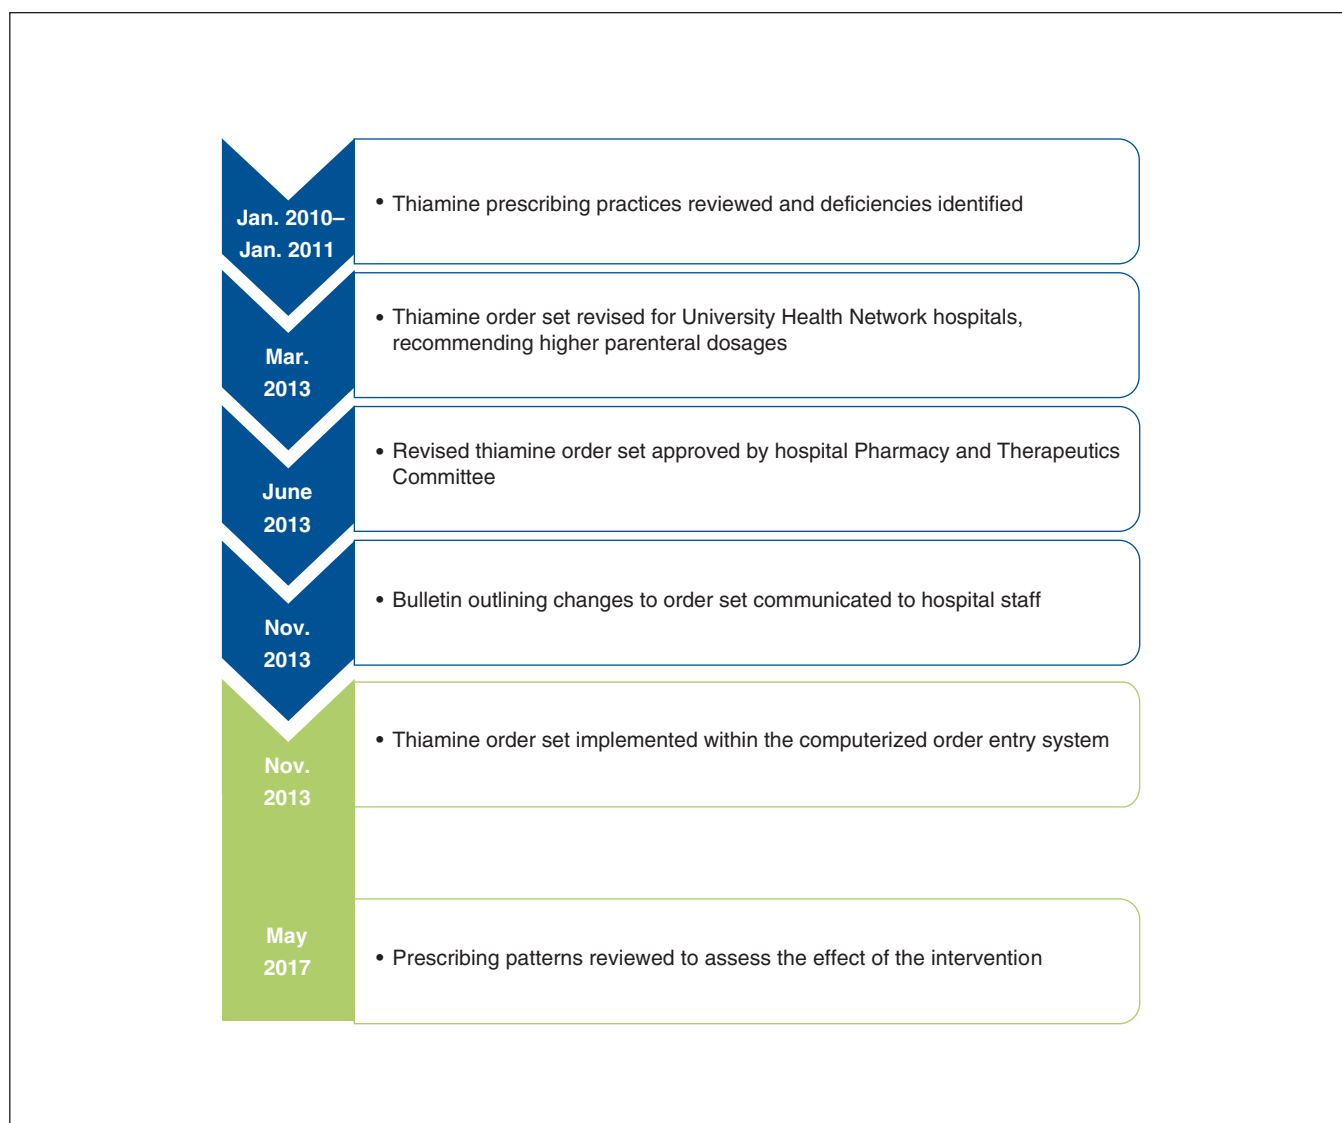 Jan. 2010–
Jan. 2011
• Thiamine prescribing practices reviewed and deficiencies identified
Mar.
2013
• Thiamine order set revised for University Health Network hospitals,
recommending higher parenteral dosages
June
2013
• Revised thiamine order set approved by hospital Pharmacy and Therapeutics
Committee
Nov.
2013
• Bulletin outlining changes to order set communicated to hospital staff
Nov.
2013
• Thiamine order set implemented within the computerized order entry system
May
2017
• Prescribing patterns reviewed to assess the effect of the intervention